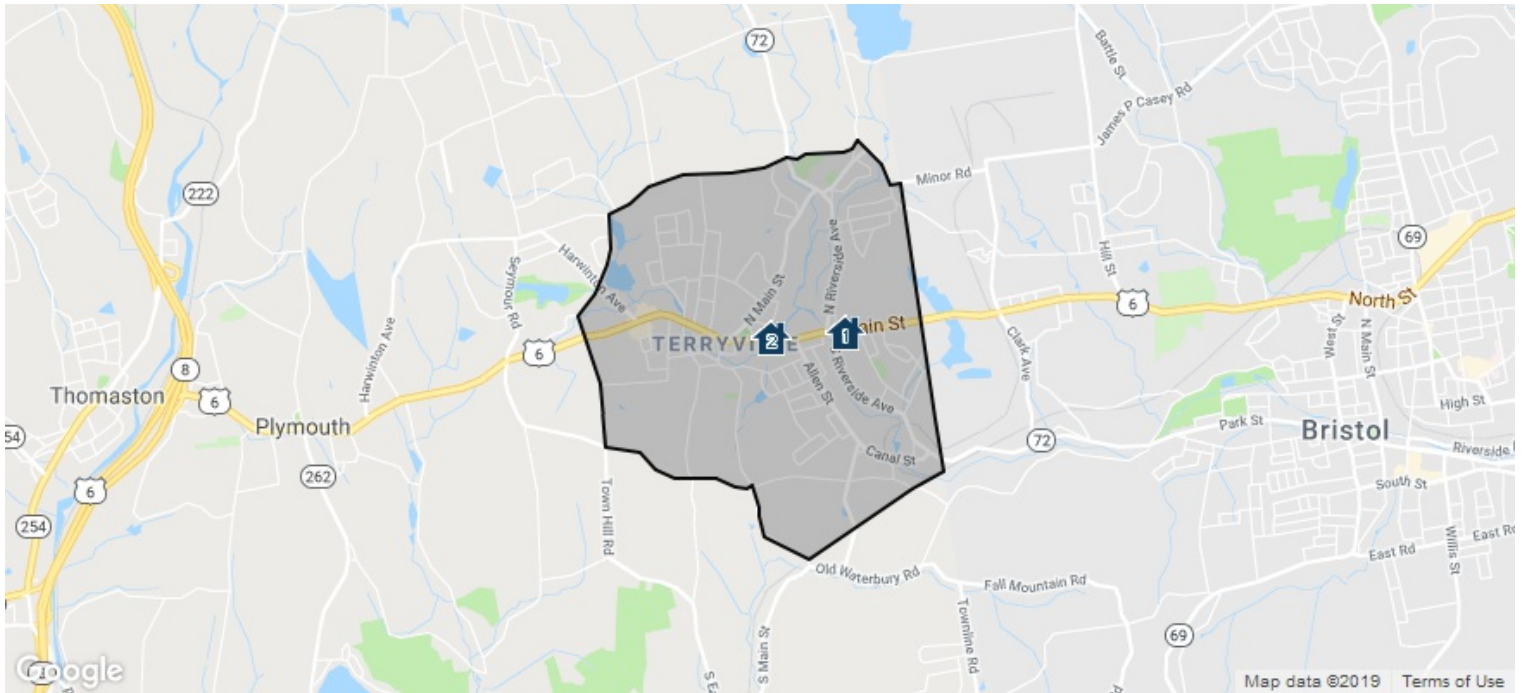 72
Battle St
James P Casey Rd
Minor Rd
222
69
Harwinton Ave
Seymour Rd
N Riverside Ave
N Main St
Hill St
6
North St
Main St
1
2
TERRYVILLE
6
8
Thomaston
6
Harwinton Ave
Plymouth
Allen St
Riverside Ave
Clark Ave
West St
N Main St
High St
Park St
Bristol
72
Canal St
Riverside
254
262
6
South St
254
Town Hill Rd
Willis St
East Rd
East Rd
Old Waterbury Rd
Fall Mountain Rd
Townline Rd
69
S Main St
Google
Map data ©2019
Terms of Use